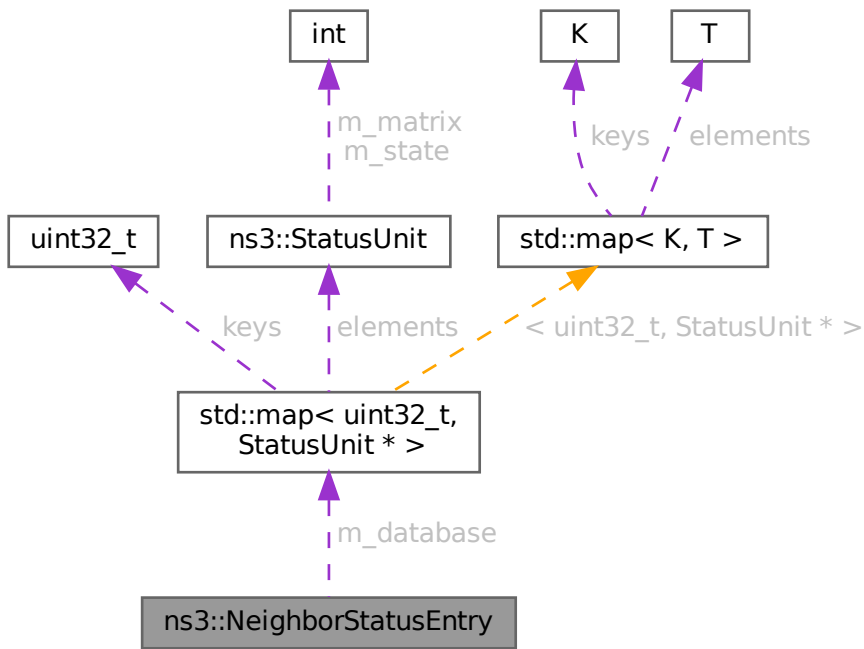 int
K
T
m_matrix
m_state
keys
elements
uint32_t
ns3::StatusUnit
std::map< K, T >
keys
elements
< uint32_t, StatusUnit * >
std::map< uint32_t,
StatusUnit * >
m_database
ns3::NeighborStatusEntry